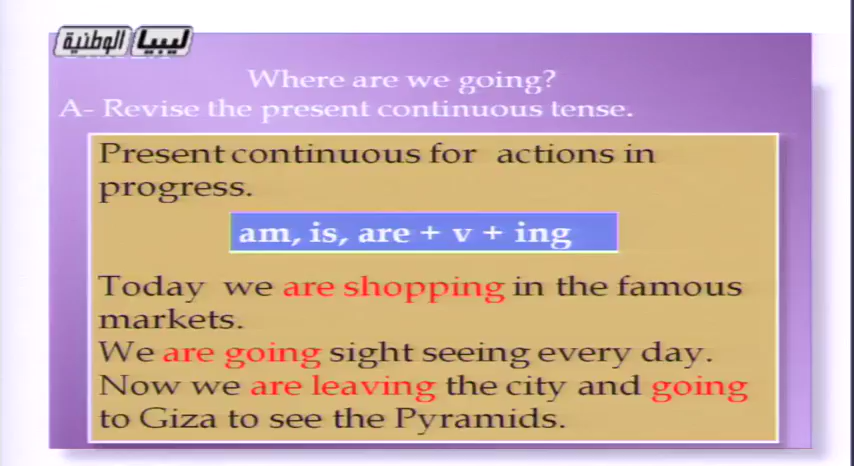 ليبيا الوطنية
Where are we going?
A- Revise the present continuous tense.
Present continuous for actions in
progress.
am, is, are + v + ing
Today we are shopping in the famous
markets.
We are going sight seeing every day.
Now we are leaving the city and going
to Giza to see the Pyramids.